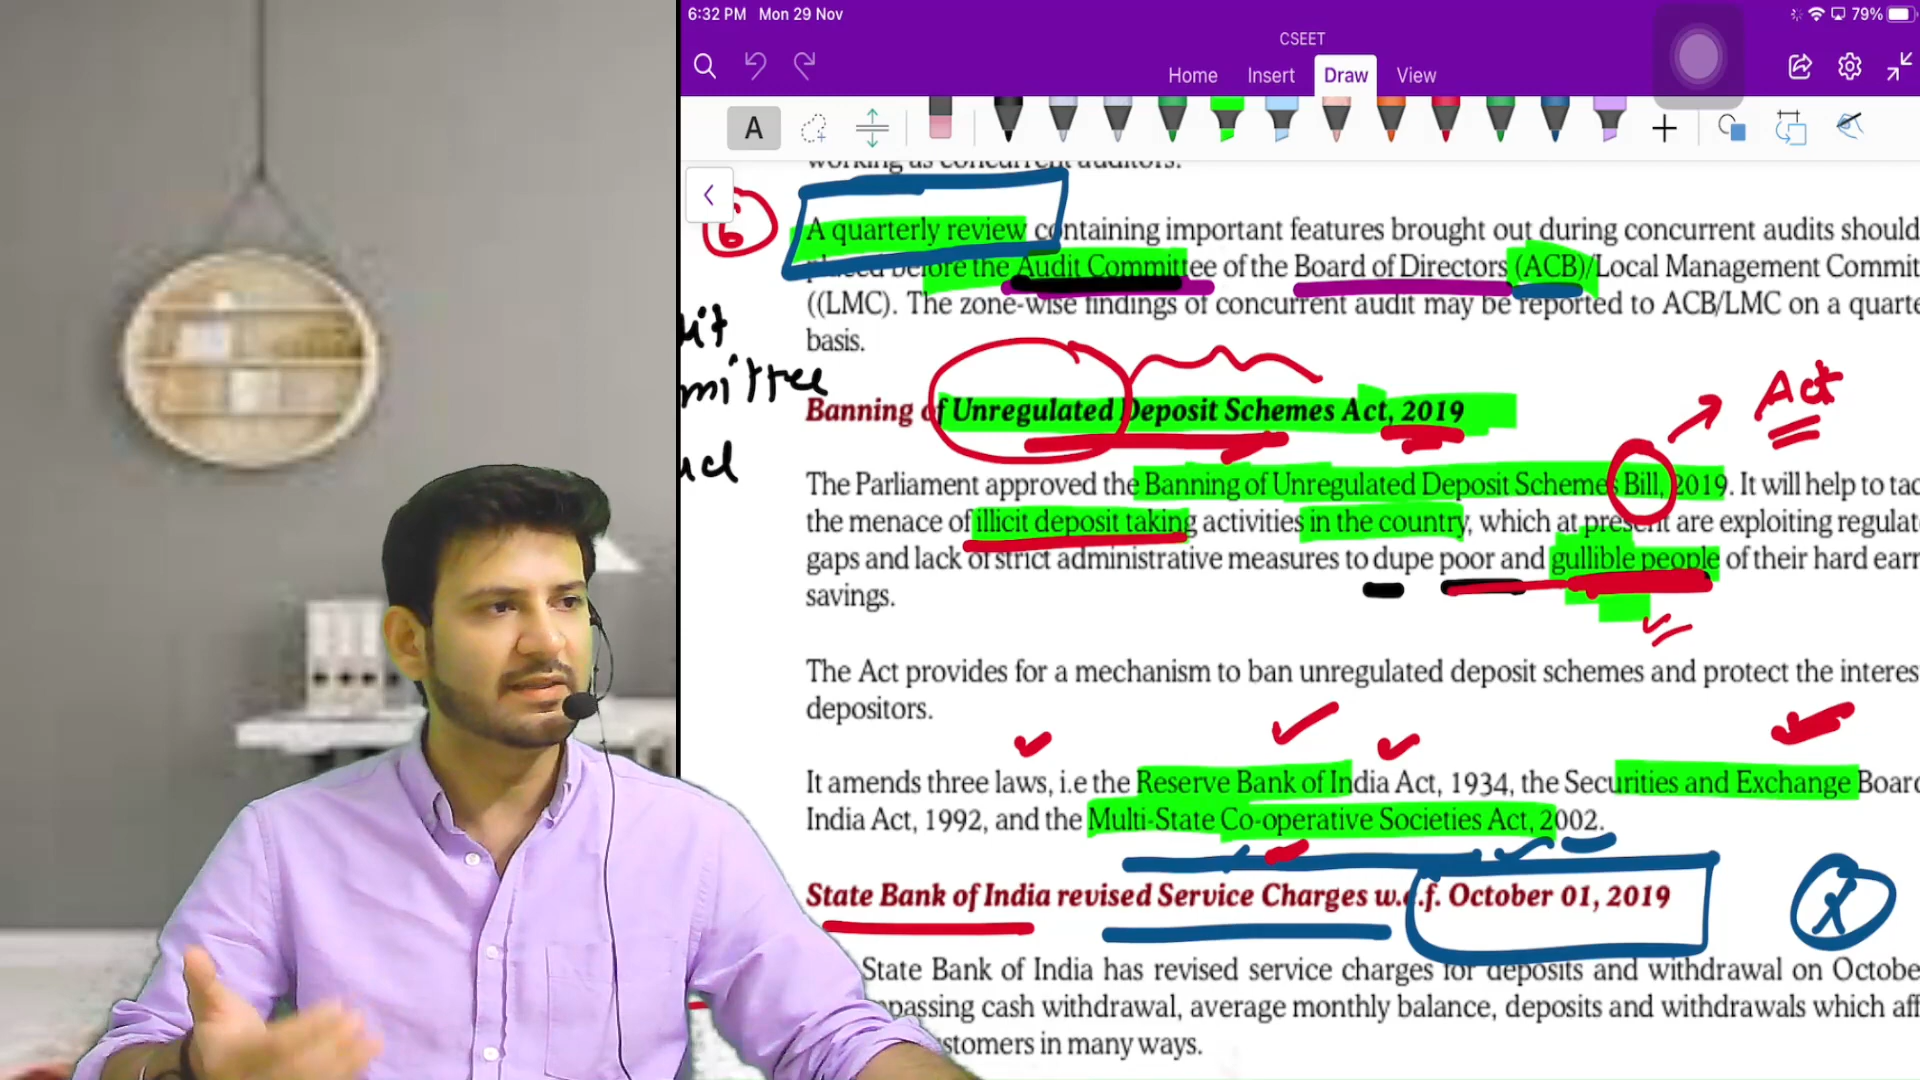 6:32 PM Mon 29 Nov
79%
CSEET
Home Insert Draw View
A
working as concurrent auditors.
6
A quarterly review containing important features brought out during concurrent audits should
placed before the Audit Committee of the Board of Directors (ACB)/Local Management Commit
((LMC). The zone-wise findings of concurrent audit may be reported to ACB/LMC on a quarte
basis.
mittee
Act
Banning of Unregulated Deposit Schemes Act, 2019
The Parliament approved the Banning of Unregulated Deposit Schemes Bill, 2019. It will help to tac
the menace of illicit deposit taking activities in the country, which at present are exploiting regulat
gaps and lack of strict administrative measures to dupe poor and gullible people of their hard earn
savings.
The Act provides for a mechanism to ban unregulated deposit schemes and protect the interes
depositors.
It amends three laws, i.e the Reserve Bank of India Act, 1934, the Securities and Exchange Board
India Act, 1992, and the Multi-State Co-operative Societies Act, 2002.
State Bank of India revised Service Charges w.e.f. October 01, 2019
X
State Bank of India has revised service charges for deposits and withdrawal on Octobe
passing cash withdrawal, average monthly balance, deposits and withdrawals which aff
stomers in many ways.